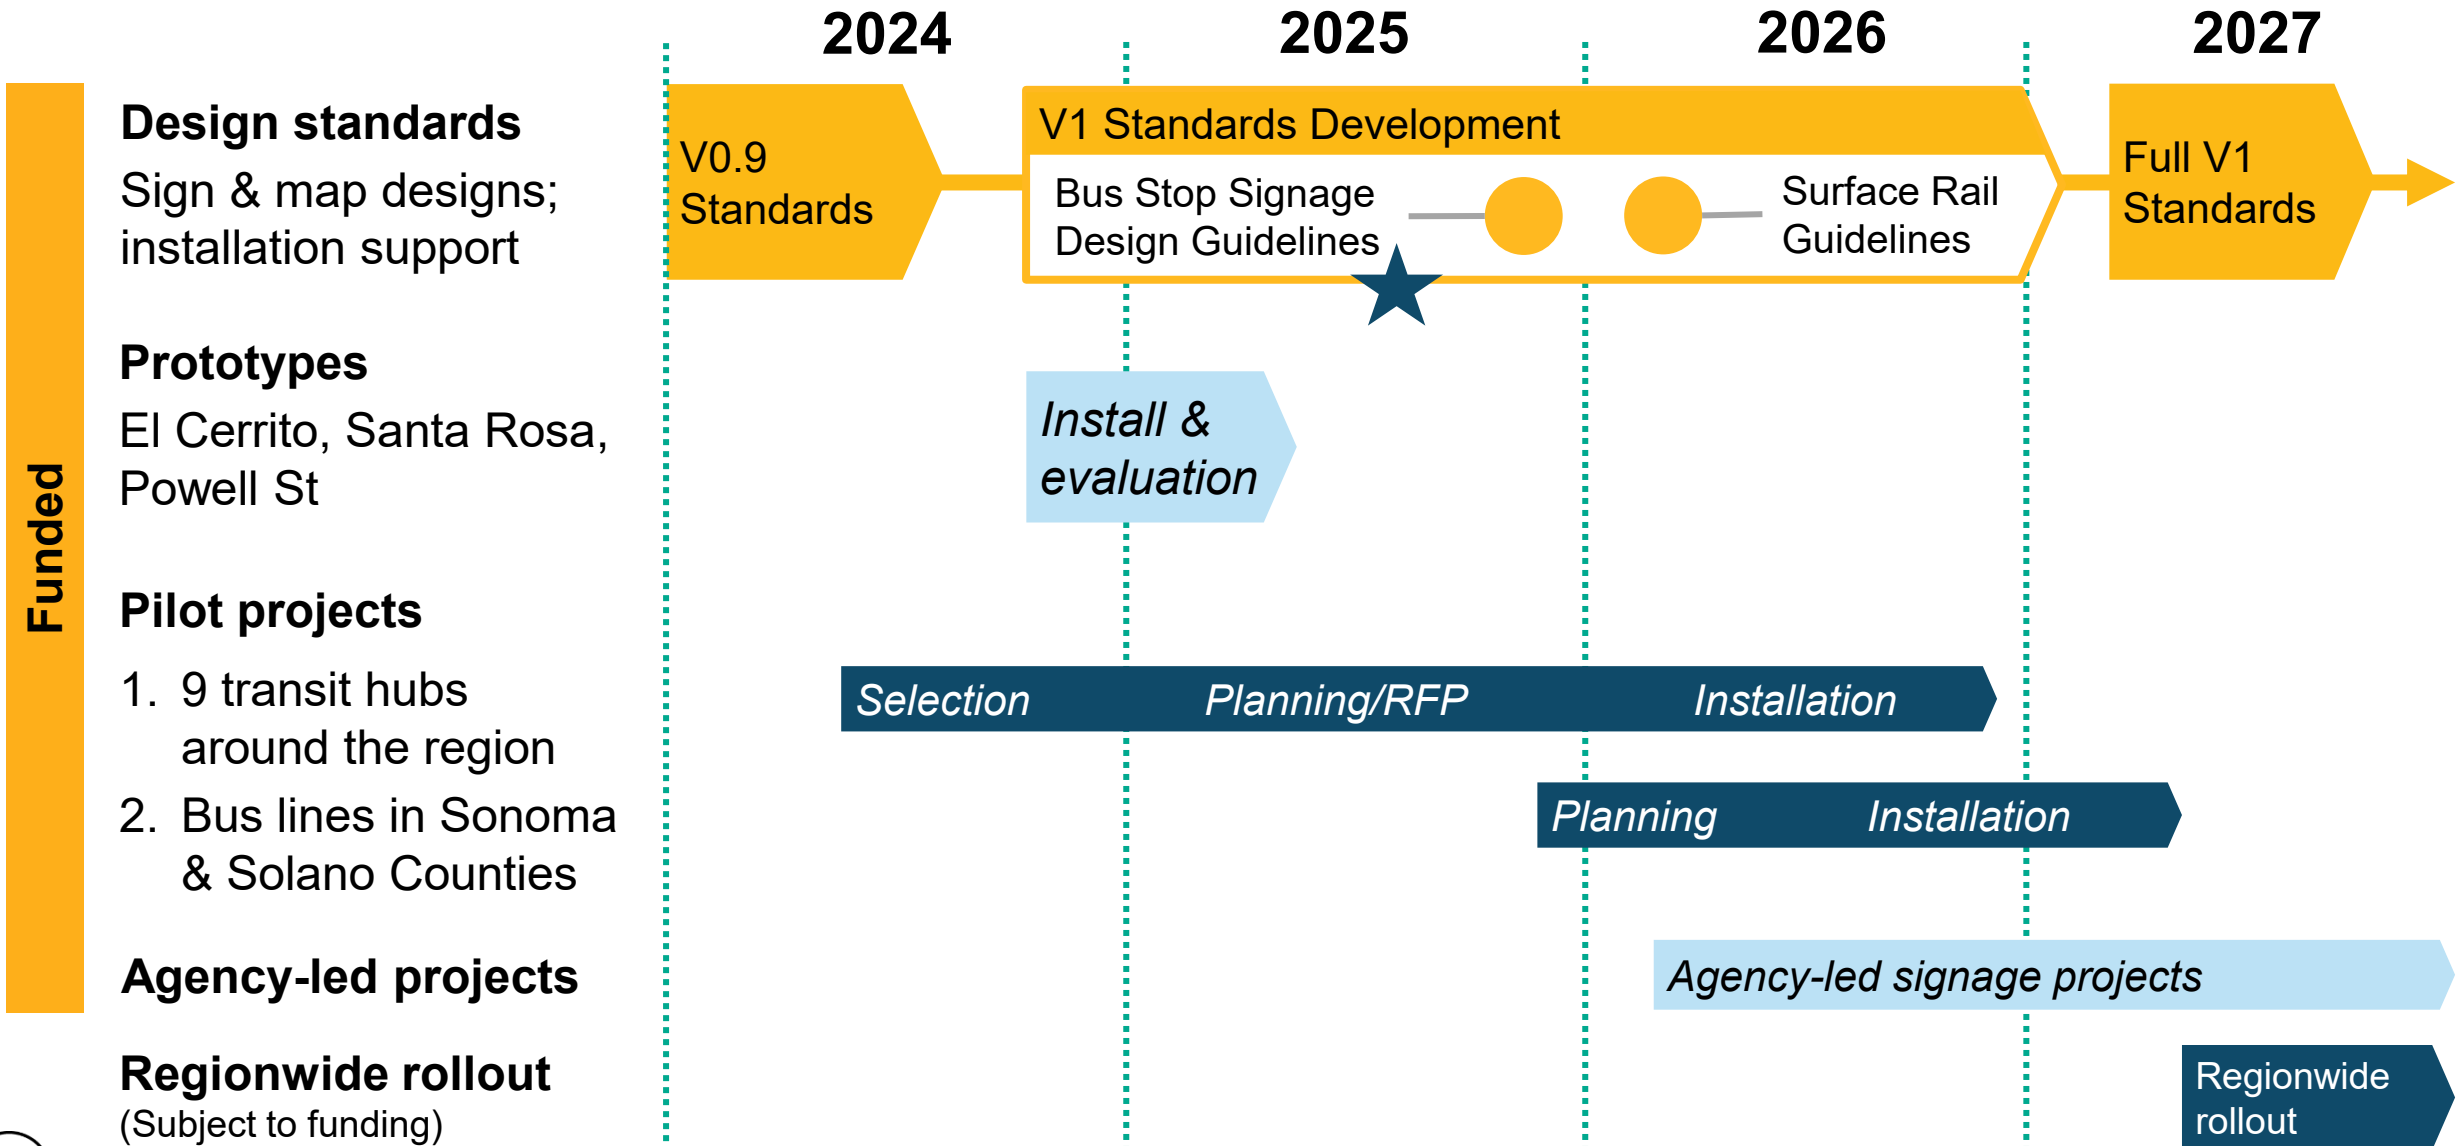 2024 2025 2026 2027
Funded
Design standards
Sign & map designs;
installation support
V0.9
Standards
V1 Standards Development
Bus Stop Signage
Design Guidelines
Surface Rail
Guidelines
Full V1
Standards
Prototypes
El Cerrito, Santa Rosa,
Powell St
Install &
evaluation
Pilot projects
1. 9 transit hubs
around the region
Selection Planning/RFP Installation
2. Bus lines in Sonoma
& Solano Counties
Planning Installation
Agency-led projects
Agency-led signage projects
Regionwide rollout
(Subject to funding)
Regionwide
rollout